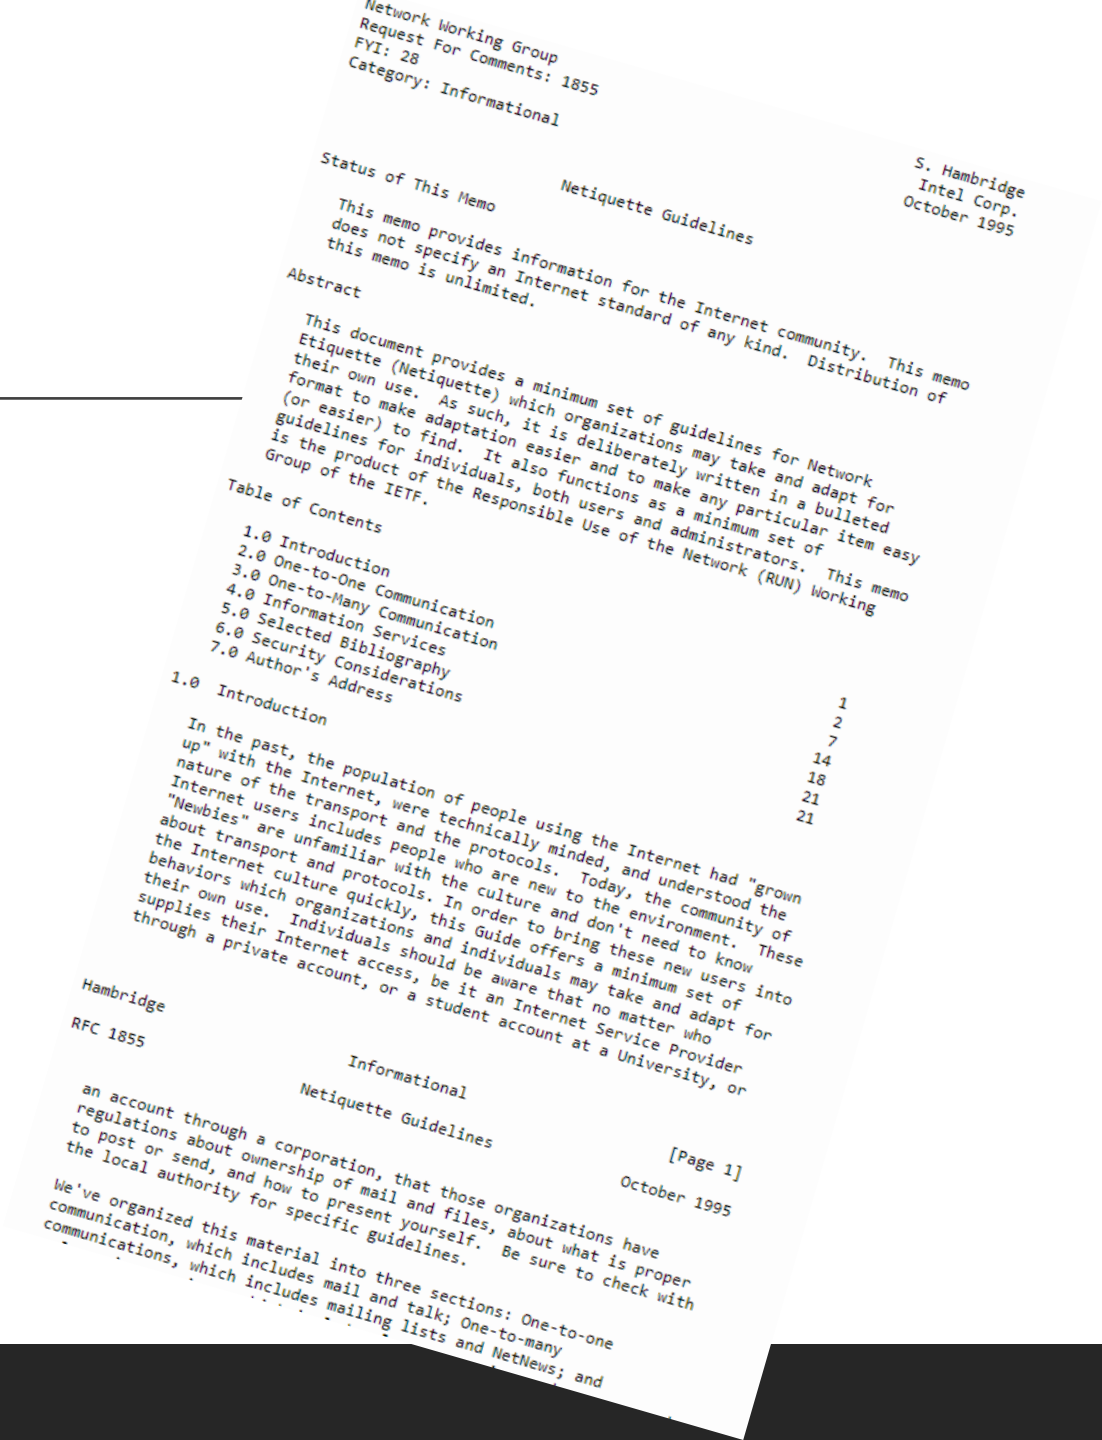 Network Working Group
Request For Comments: 1855
FYI: 28
Category: Informational
S. Hambridge
Intel Corp.
October 1995
Netiquette Guidelines
Status of This Memo
This memo provides information for the Internet community.  This memo
does not specify an Internet standard of any kind.  Distribution of
this memo is unlimited.
Abstract
This document provides a minimum set of guidelines for Network
Etiquette (Netiquette) which organizations may take and adapt for
their own use.  As such, it is deliberately written in a bulleted
format to make adaptation easier and to make any particular item easy
(or easier) to find.  It also functions as a minimum set of
guidelines for individuals, both users and administrators.  This memo
is the product of the Responsible Use of the Network (RUN) Working
Group of the IETF.
Table of Contents
1.0 Introduction 1
2.0 One-to-One Communication 2
3.0 One-to-Many Communication 7
4.0 Information Services 14
5.0 Selected Bibliography 18
6.0 Security Considerations 21
7.0 Author's Address 21
1.0  Introduction
In the past, the population of people using the Internet had "grown
up" with the Internet, were technically minded, and understood the
nature of the transport and the protocols.  Today, the community of
Internet users includes people who are new to the environment.  These
"Newbies" are unfamiliar with the culture and don't need to know
about transport and protocols. In order to bring these new users into
the Internet culture quickly, this Guide offers a minimum set of
behaviors which organizations and individuals may take and adapt for
their own use.  Individuals should be aware that no matter who
supplies their Internet access, be it an Internet Service Provider
through a private account, or a student account at a University, or
Hambridge Informational [Page 1]
RFC 1855 Netiquette Guidelines October 1995
an account through a corporation, that those organizations have
regulations about ownership of mail and files, about what is proper
to post or send, and how to present yourself.  Be sure to check with
the local authority for specific guidelines.
We've organized this material into three sections: One-to-one
communication, which includes mail and talk; One-to-many
communications, which includes mailing lists and NetNews; and